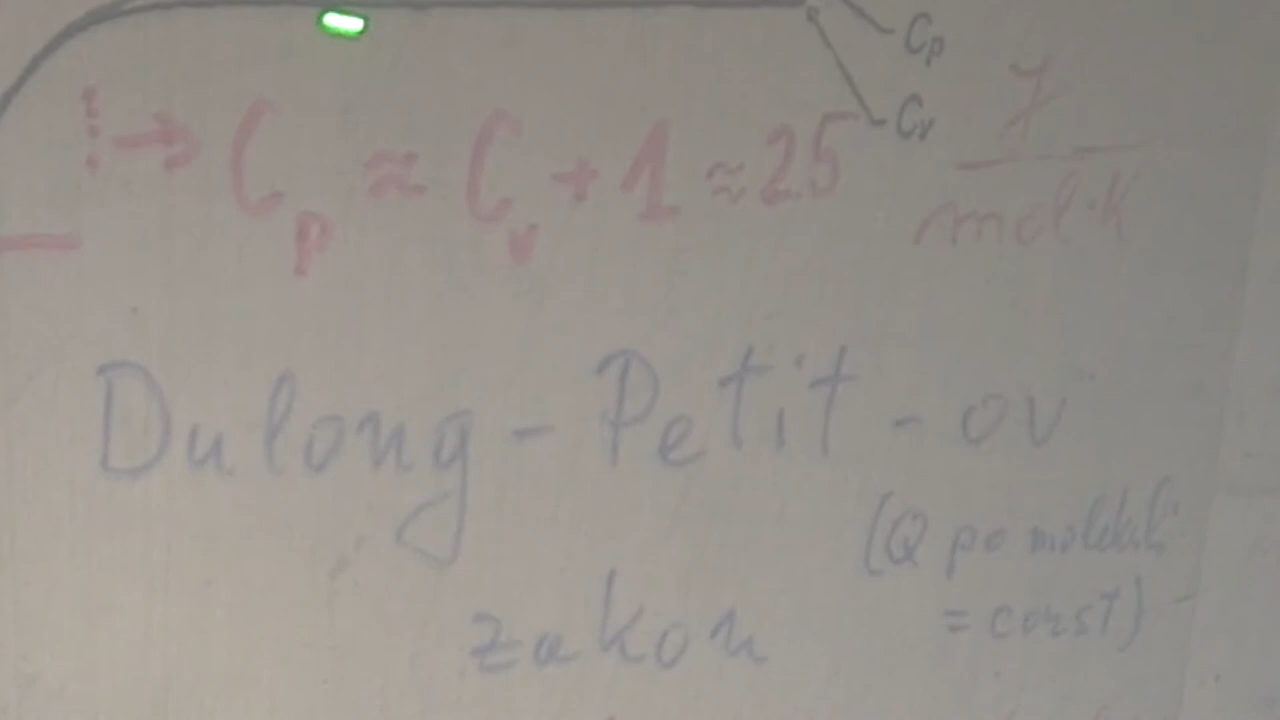 Cp
Cv
→ Cp ≈ Cv + 1 ≈ 25 J/mol·K
Dulong-Petit-ov
(Q po molekuli
= const)
zakon